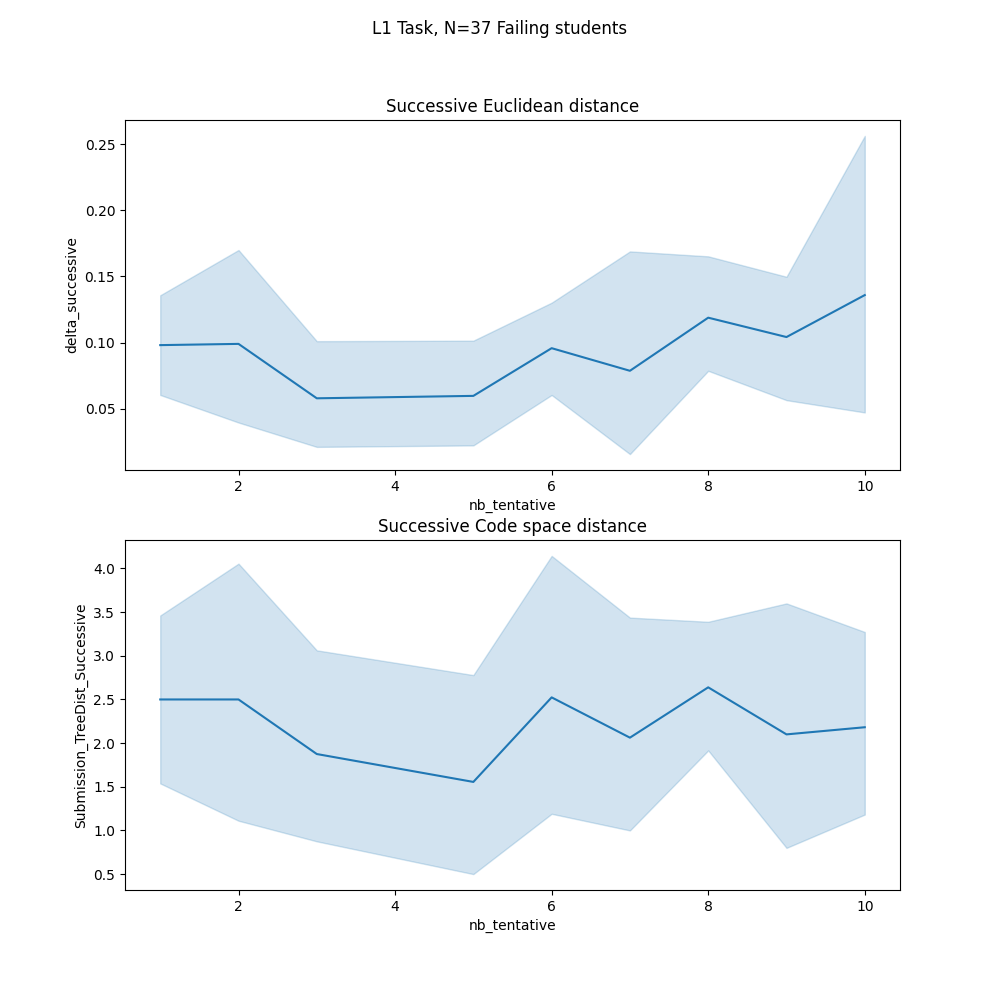 L1 Task, N=37 Failing students
Successive Euclidean distance
0.25
0.20
0.15
0.10
0.05
delta_successive
2 4 6 8 10
nb_tentative
Successive Code space distance
4.0
3.5
3.0
2.5
2.0
1.5
1.0
0.5
Submission_TreeDist_Successive
2 4 6 8 10
nb_tentative